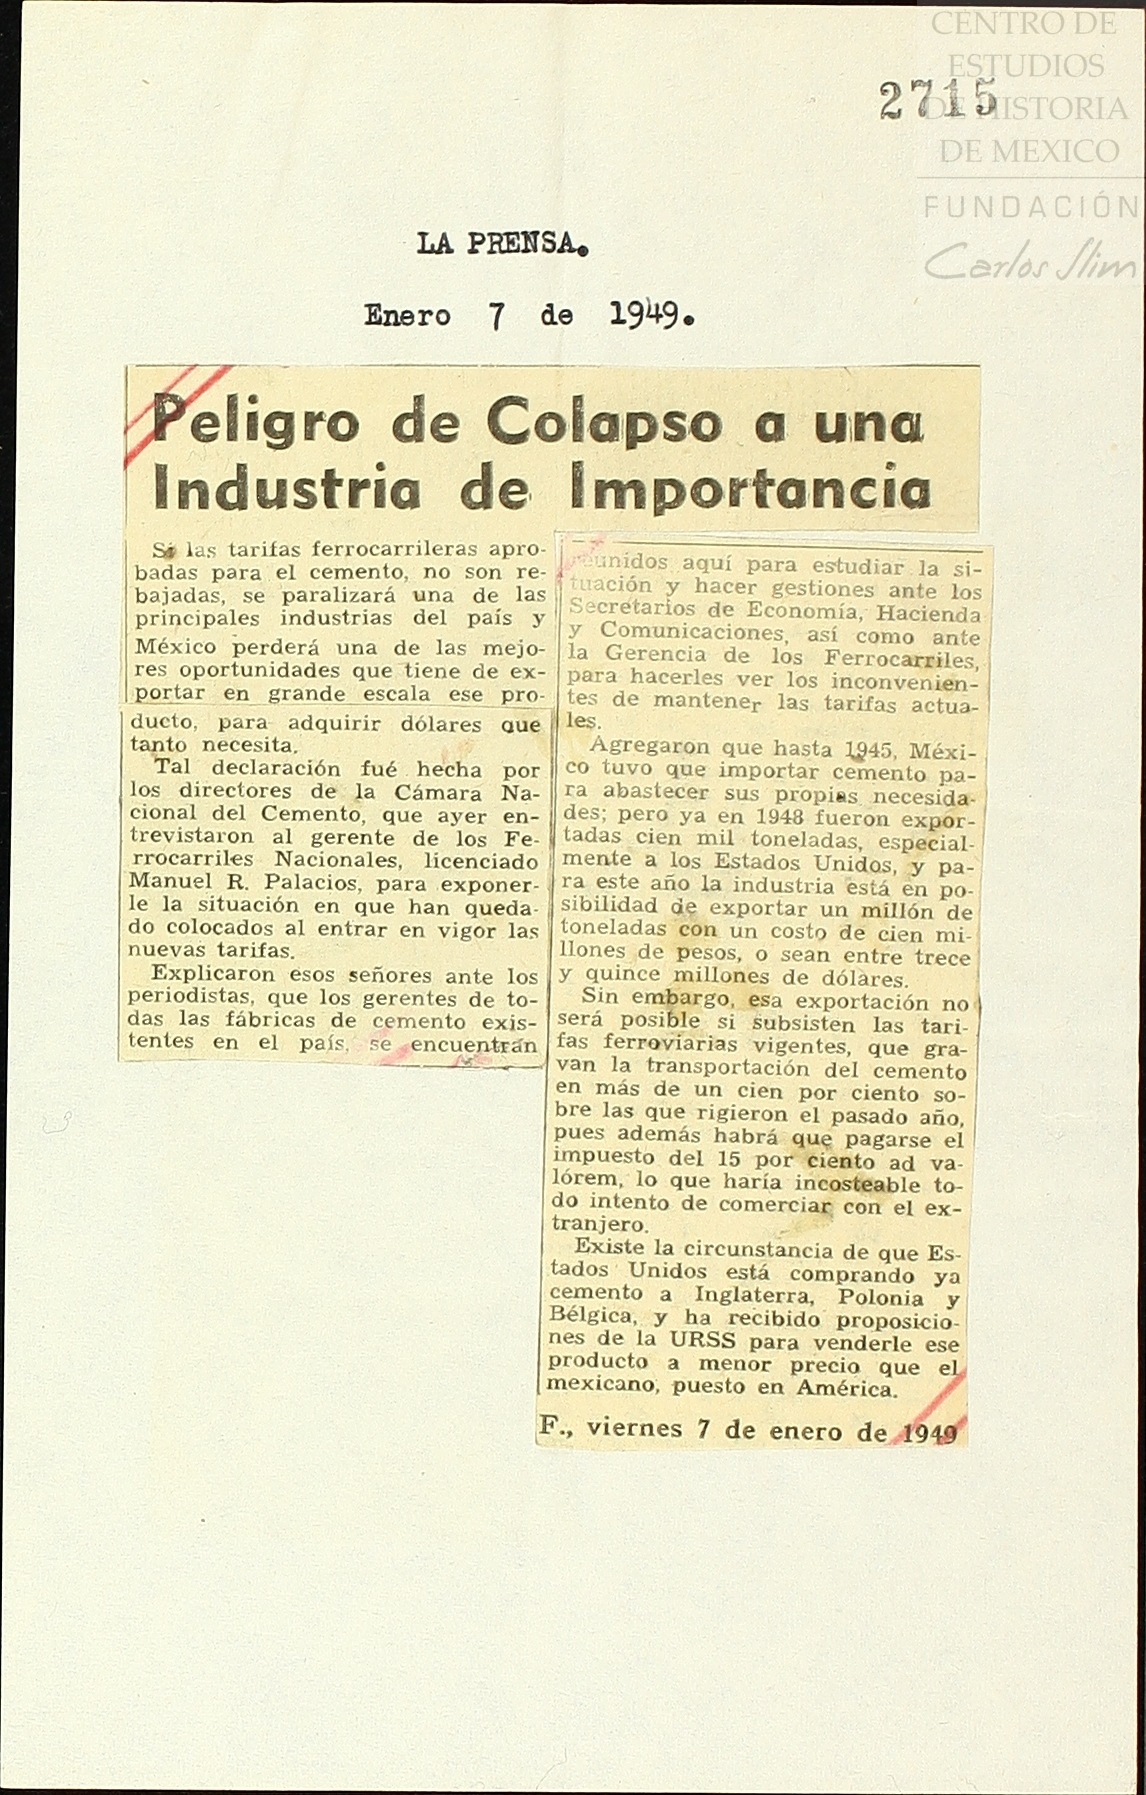 CENTRO DE
ESTUDIOS
DE HISTORIA
DE MEXICO
FUNDACIÓN
Carlos Slim
2715
LA PRENSA.
Enero 7 de 1949.
Peligro de Colapso a una
Industria de Importancia
Si las tarifas ferrocarrileras apro-
badas para el cemento, no son re-
bajadas, se paralizará una de las
principales industrias del país y
México perderá una de las mejo-
res oportunidades que tiene de ex-
portar en grande escala ese pro-
ducto, para adquirir dólares que
tanto necesita.
Tal declaración fué hecha por
los directores de la Cámara Na-
cional del Cemento, que ayer en-
trevistaron al gerente de los Fe-
rrocarriles Nacionales, licenciado
Manuel R. Palacios, para exponer-
le la situación en que han queda-
do colocados al entrar en vigor las
nuevas tarifas.
Explicaron esos señores ante los
periodistas, que los gerentes de to-
das las fábricas de cemento exis-
tentes en el país, se encuentran
reunidos aquí para estudiar la si-
tuación y hacer gestiones ante los
Secretarios de Economía, Hacienda
y Comunicaciones, así como ante
la Gerencia de los Ferrocarriles,
para hacerles ver los inconvenien-
tes de mantener las tarifas actua-
les.
Agregaron que hasta 1945, Méxi-
co tuvo que importar cemento pa-
ra abastecer sus propias necesida-
des; pero ya en 1948 fueron expor-
tadas cien mil toneladas, especial-
mente a los Estados Unidos, y pa-
ra este año la industria está en po-
sibilidad de exportar un millón de
toneladas con un costo de cien mi-
llones de pesos, o sean entre trece
y quince millones de dólares.
Sin embargo, esa exportación no
será posible si subsisten las tari-
fas ferroviarias vigentes, que gra-
van la transportación del cemento
en más de un cien por ciento so-
bre las que rigieron el pasado año,
pues además habrá que pagarse el
impuesto del 15 por ciento ad va-
lórem, lo que haría incosteable to-
do intento de comerciar con el ex-
tranjero.
Existe la circunstancia de que Es-
tados Unidos está comprando ya
cemento a Inglaterra, Polonia y
Bélgica, y ha recibido proposicio-
nes de la URSS para venderle ese
producto a menor precio que el
mexicano, puesto en América.
F., viernes 7 de enero de 1949